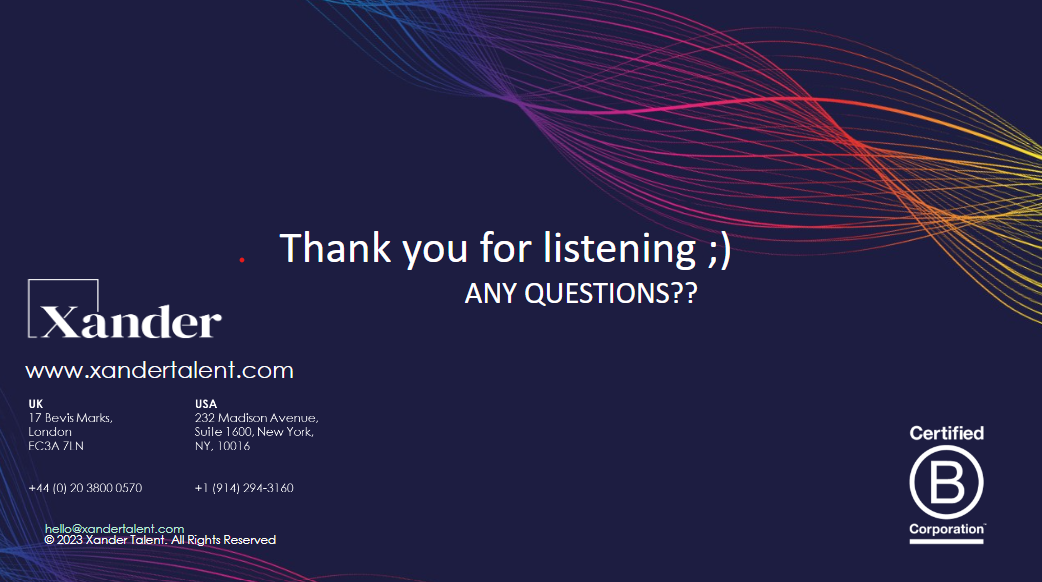 Thank you for listening ;)
ANY QUESTIONS??
Xander
www.xandertalent.com
UK
17 Bevis Marks,
London
EC3A 7LN
+44 (0) 20 3800 0570
USA
232 Madison Avenue,
Suite 1600, New York,
NY, 10016
+1 (914) 294-3160
hello@xandertalent.com
© 2023 Xander Talent. All Rights Reserved
Certified
B
Corporation